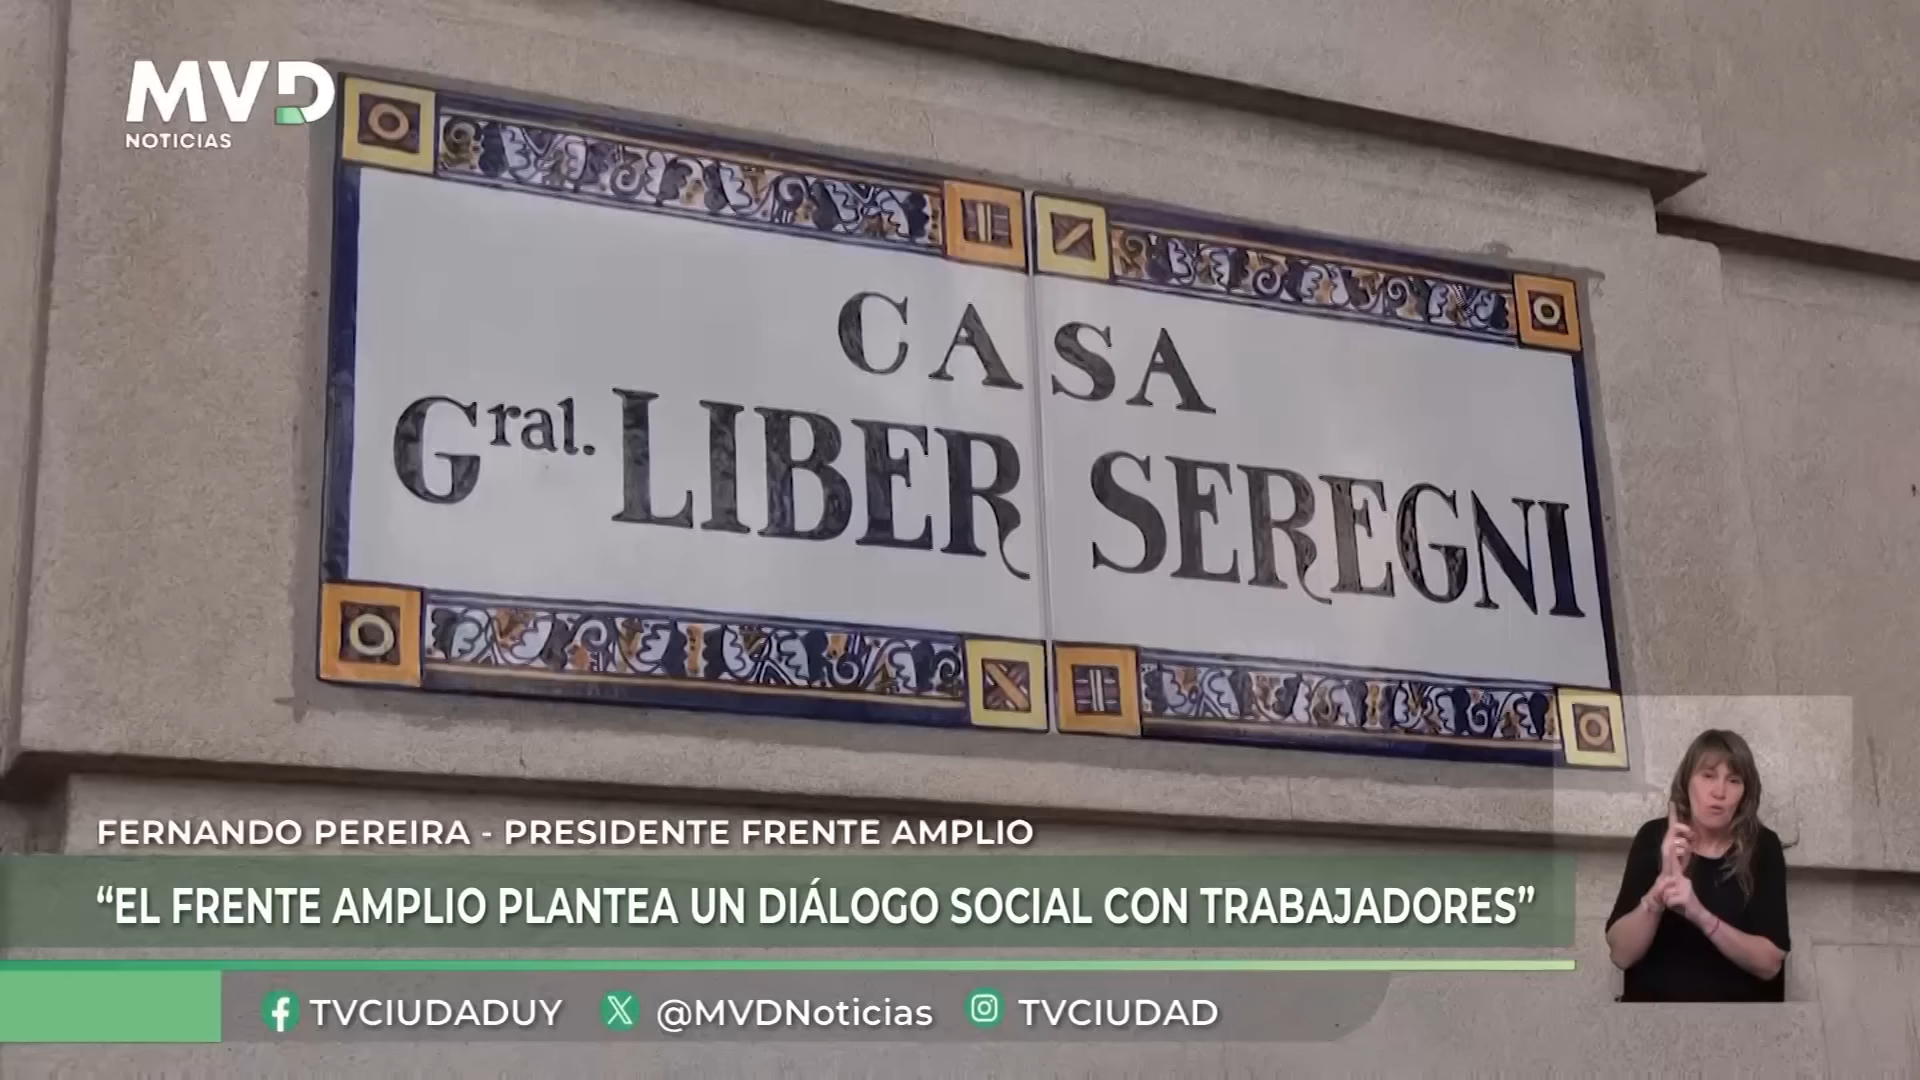 MVD
NOTICIAS
CASA
Gral. LIBER SEREGNI
FERNANDO PEREIRA - PRESIDENTE FRENTE AMPLIO
“EL FRENTE AMPLIO PLANTEA UN DIÁLOGO SOCIAL CON TRABAJADORES”
TVCIUDADUY @MVDNoticias TVCIUDAD